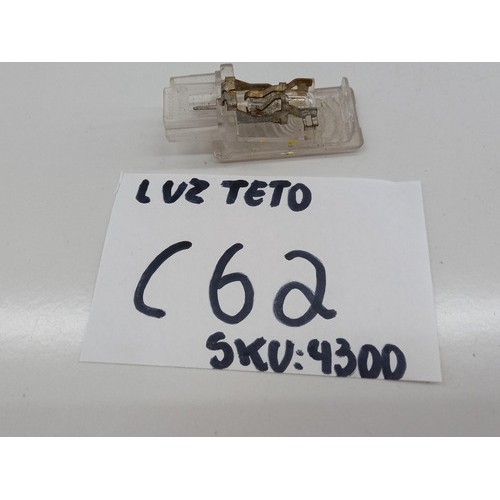 LUZ TETO
C62
SKU: 4300